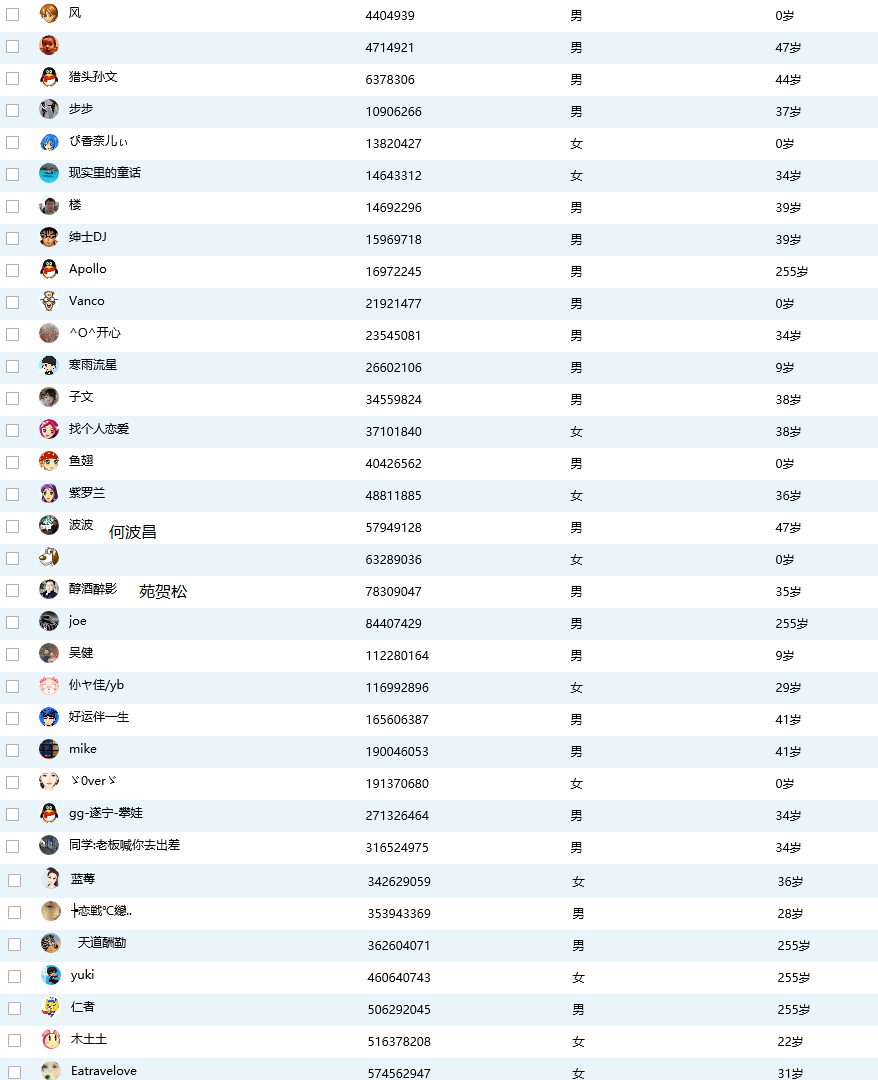 风 4404939 男 0岁
4714921 男 47岁
猎头孙文 6378306 男 44岁
步步 10906266 男 37岁
ぴ香奈儿ぃ 13820427 女 0岁
现实里的童话 14643312 女 34岁
楼 14692296 男 39岁
绅士DJ 15969718 男 39岁
Apollo 16972245 男 255岁
Vanco 21921477 男 0岁
^O^开心 23545081 男 34岁
寒雨流星 26602106 男 9岁
子文 34559824 男 38岁
找个人恋爱 37101840 女 38岁
鱼翅 40426562 男 0岁
紫罗兰 48811885 女 36岁
波波 何波昌 57949128 男 47岁
63289036 女 0岁
醇酒醉影 苑贺松 78309047 男 35岁
joe 84407429 男 255岁
吴健 112280164 男 9岁
孙ヤ佳/yb 116992896 女 29岁
好运伴一生 165606387 男 41岁
mike 190046053 男 41岁
ゞ0verゞ 191370680 女 0岁
gg-遂宁-攀娃 271326464 男 34岁
同学:老板喊你去出差 316524975 男 34岁
蓝莓 342629059 女 36岁
恋戦℃ 353943369 男 28岁
天道酬勤 362604071 男 255岁
yuki 460640743 女 255岁
仁者 506292045 男 255岁
木土土 516378208 女 22岁
Eatravelove 574562947 女 31岁